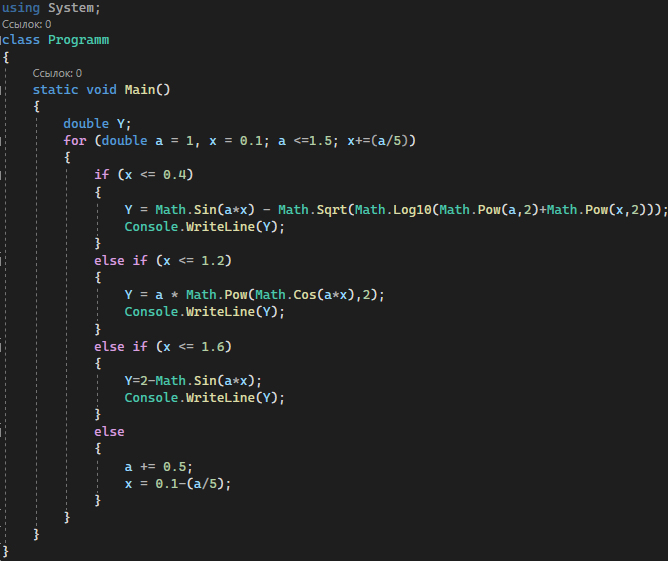 using System;
Ссылок: 0
class Programm
{
Ссылок: 0
static void Main()
{
double Y;
for (double a = 1, x = 0.1; a <=1.5; x+=(a/5))
{
if (x <= 0.4)
{
Y = Math.Sin(a*x) - Math.Sqrt(Math.Log10(Math.Pow(a,2)+Math.Pow(x,2)));
Console.WriteLine(Y);
}
else if (x <= 1.2)
{
Y = a * Math.Pow(Math.Cos(a*x),2);
Console.WriteLine(Y);
}
else if (x <= 1.6)
{
Y=2-Math.Sin(a*x);
Console.WriteLine(Y);
}
else
{
a += 0.5;
x = 0.1-(a/5);
}
}
}
}